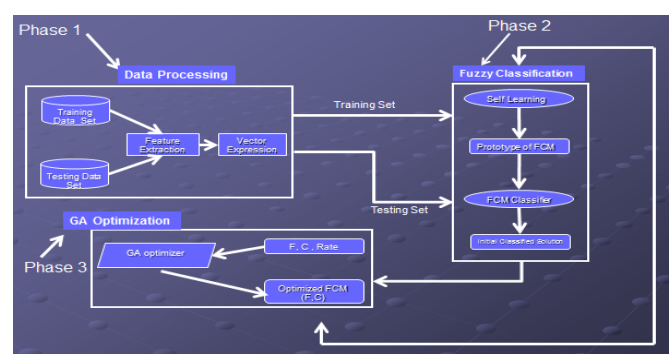 Phase 1
Phase 2
Data Processing
Fuzzy Classification
Training
Data Set
Testing Data
Set
Feature
Extraction
Vector
Expression
Training Set
Testing Set
Self Learning
Prototype of FCM
FCM Classifier
Initial Classified Solution
GA Optimization
Phase 3
GA optimizer
F, C , Rate
Optimized FCM
(F,C)